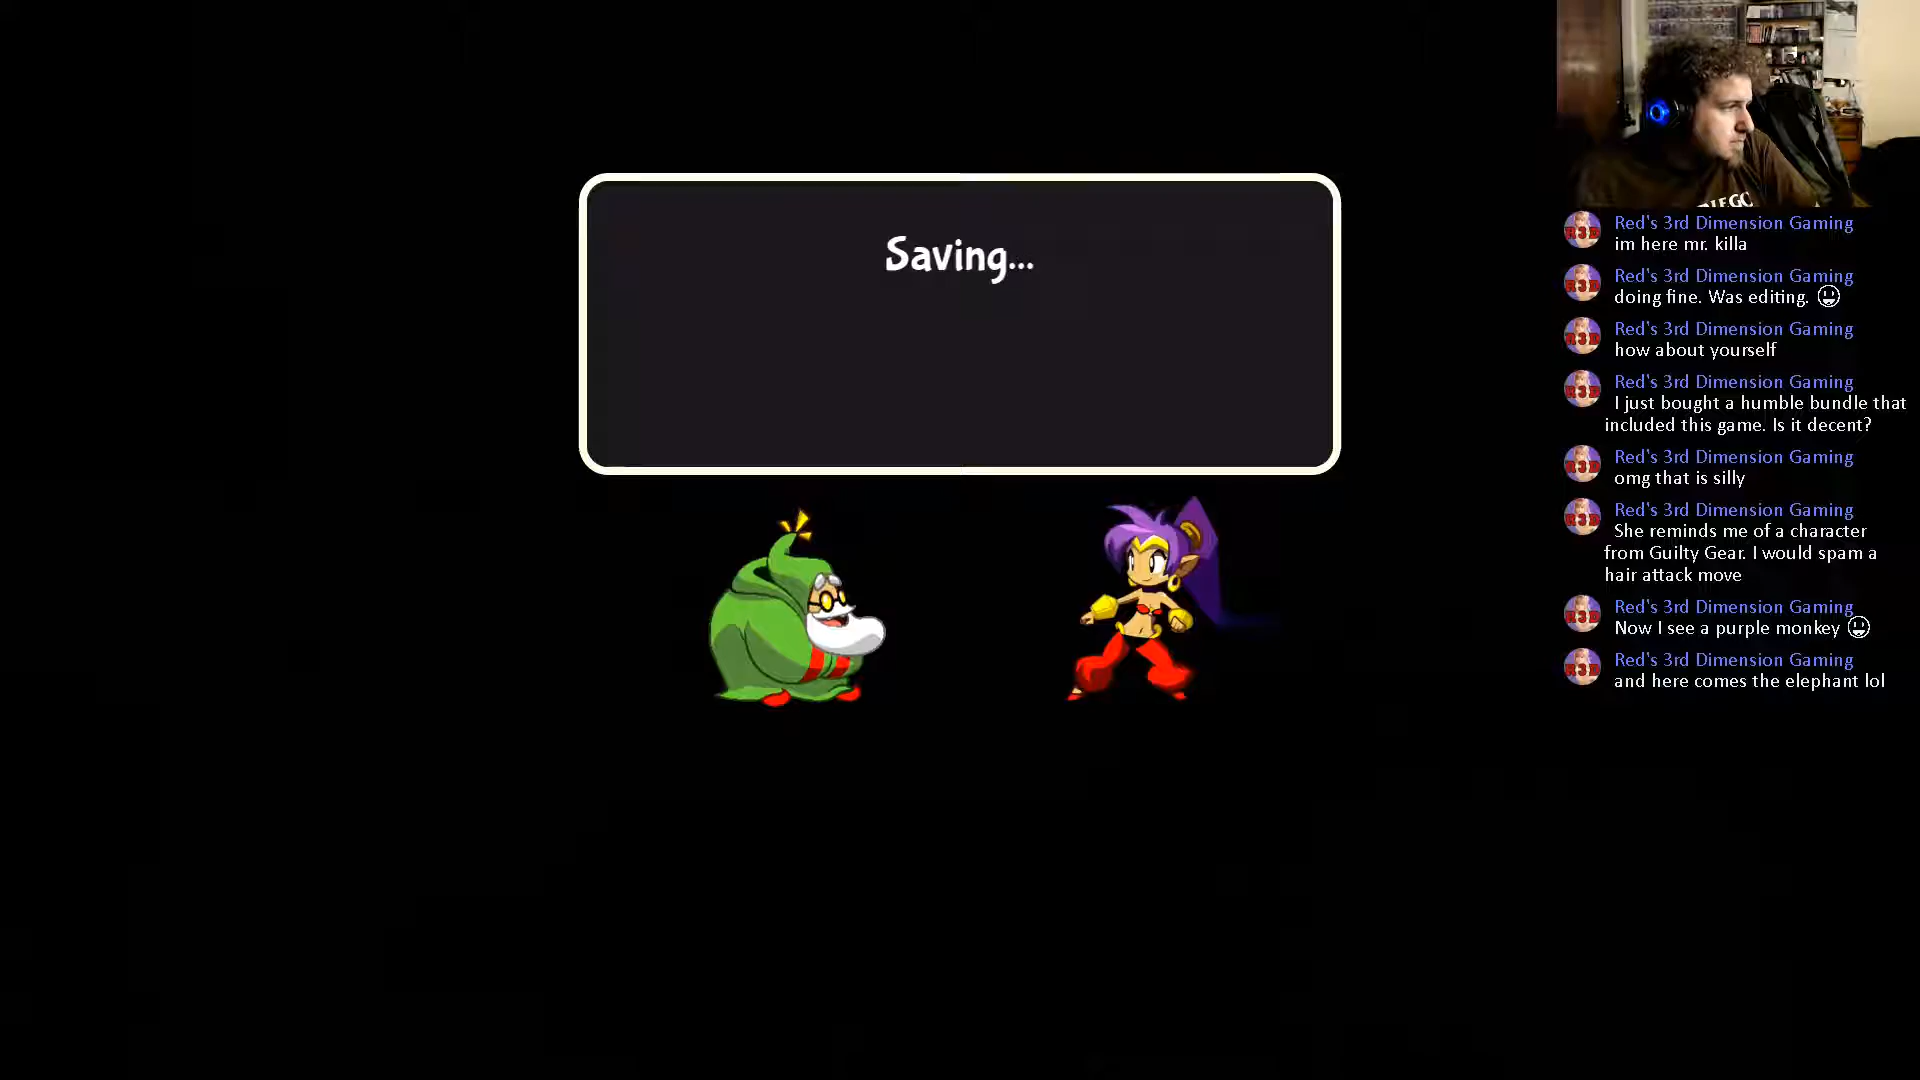 Saving...
IEGO
Red's 3rd Dimension Gaming
im here mr. killa
Red's 3rd Dimension Gaming
doing fine. Was editing.
Red's 3rd Dimension Gaming
how about yourself
Red's 3rd Dimension Gaming
I just bought a humble bundle that
included this game. Is it decent?
Red's 3rd Dimension Gaming
omg that is silly
Red's 3rd Dimension Gaming
She reminds me of a character
from Guilty Gear. I would spam a
hair attack move
Red's 3rd Dimension Gaming
Now I see a purple monkey
Red's 3rd Dimension Gaming
and here comes the elephant lol